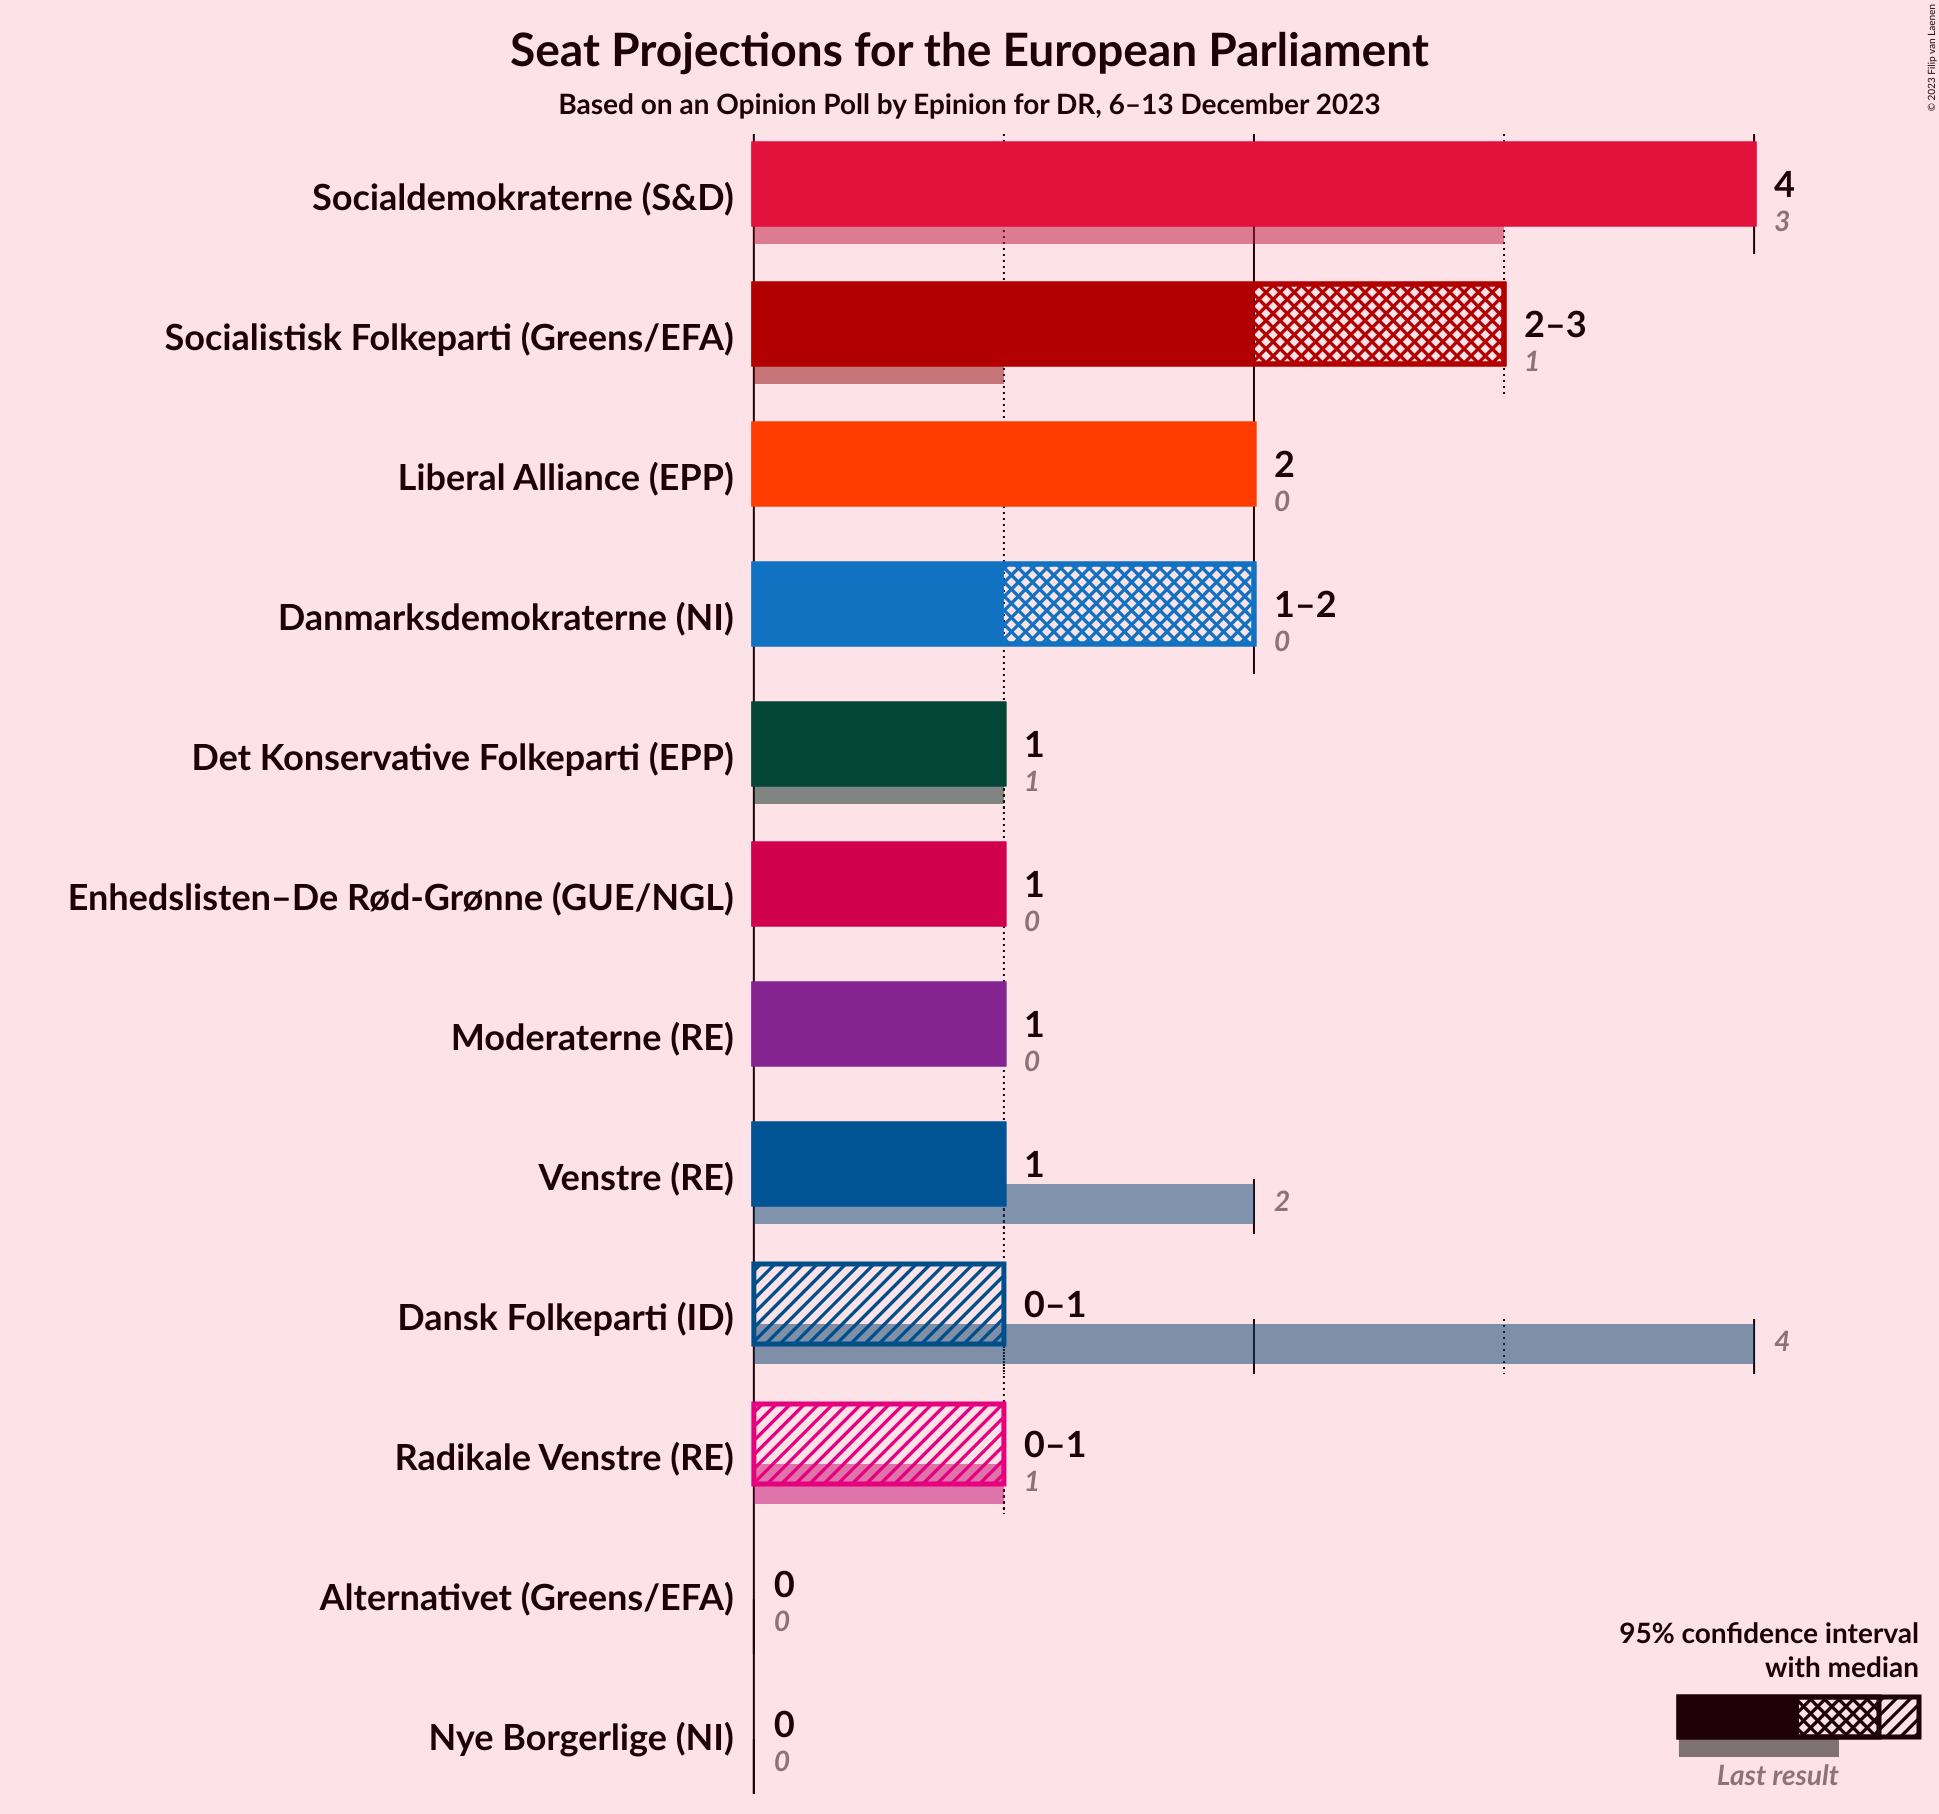 Seat Projections for the European Parliament
Based on an Opinion Poll by Epinion for DR, 6–13 December 2023
© 2023 Filip van Laenen
Socialdemokraterne (S&D)
4
3
Socialistisk Folkeparti (Greens/EFA)
2–3
1
Liberal Alliance (EPP)
2
0
Danmarksdemokraterne (NI)
1–2
0
Det Konservative Folkeparti (EPP)
1
1
Enhedslisten–De Rød-Grønne (GUE/NGL)
1
0
Moderaterne (RE)
1
0
Venstre (RE)
1
2
Dansk Folkeparti (ID)
0–1
4
Radikale Venstre (RE)
0–1
1
Alternativet (Greens/EFA)
0
0
Nye Borgerlige (NI)
0
0
95% confidence interval
with median
Last result